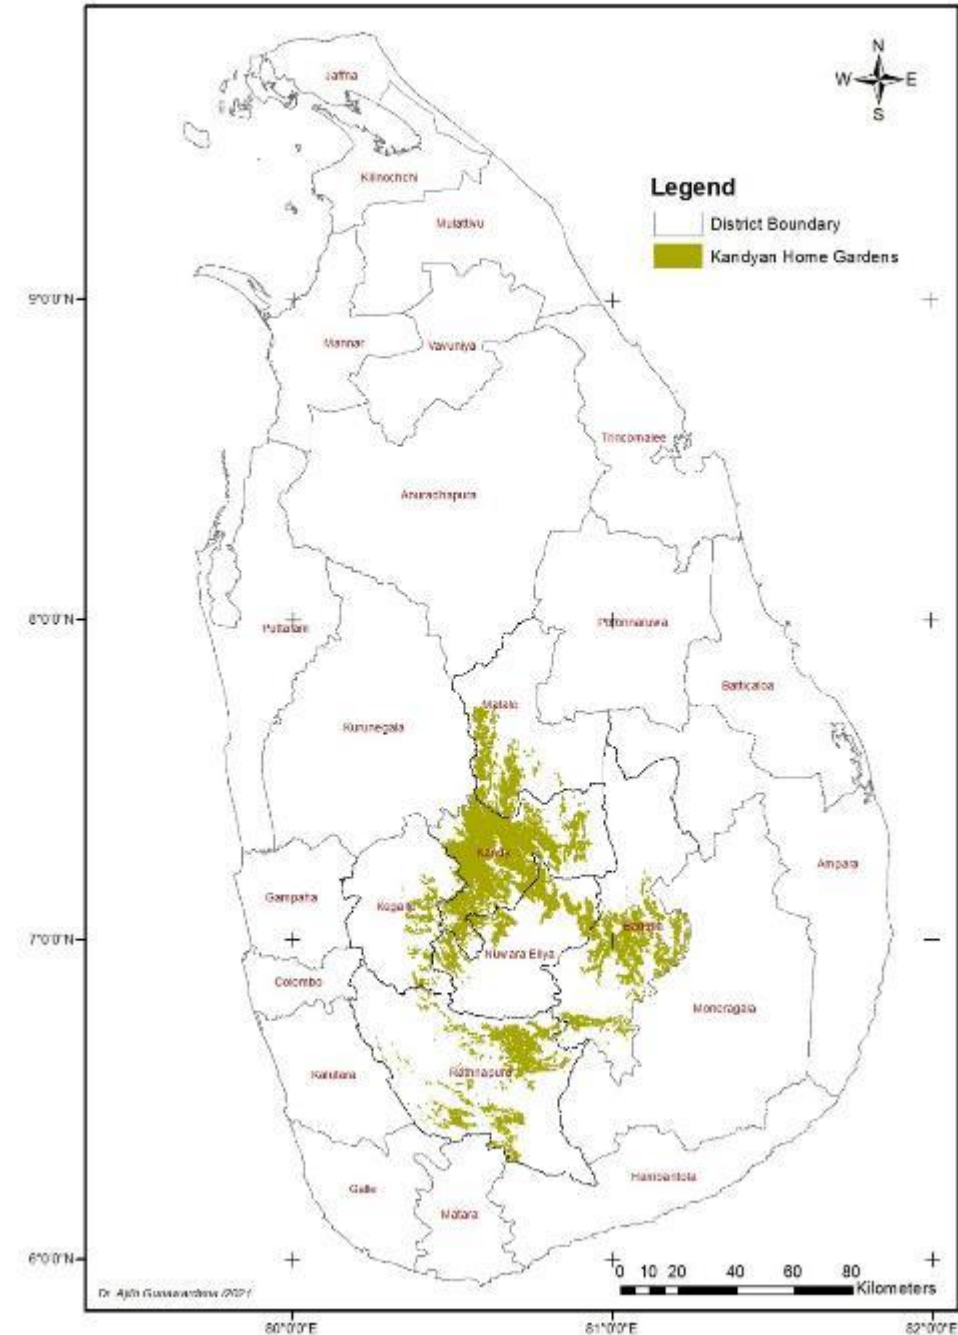 N
W E
S
Jaffna
Kilinochchi
Legend
District Boundary
Mulattivu
Kandyan Home Gardens
9°0'0"N
Mannar
Vavuniya
Trincomalee
Anuradhapura
8°0'0"N
Puttalam
Polonnaruwa
Batticaloa
Matale
Kurunegala
Kandy
Ampara
Gampaha
Kegalle
Badulla
7°0'0"N
Nuwara Eliya
Colombo
Moneragala
Kalutara
Rathnapura
Hambantota
Galle
Matara
6°0'0"N
0 10 20 40 60 80
Kilometers
80°0'0"E 81°0'0"E 82°0'0"E